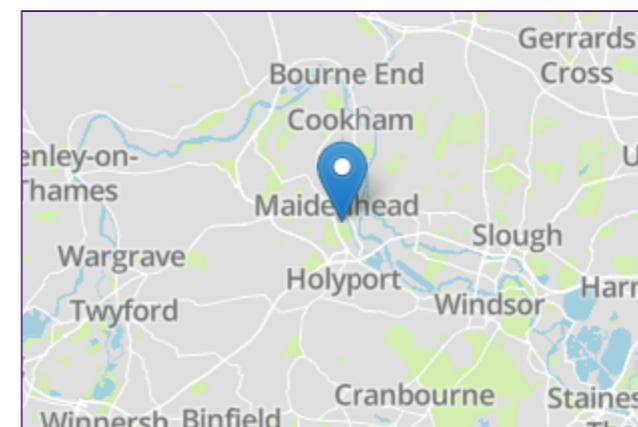 Gerrards
Cross
Bourne End
Cookham
enley-on-
Thames
U
Maidenhead
Slough
Wargrave
Holyport
Harr
Windsor
Twyford
Cranbourne
Staines
Winnersh
Binfield